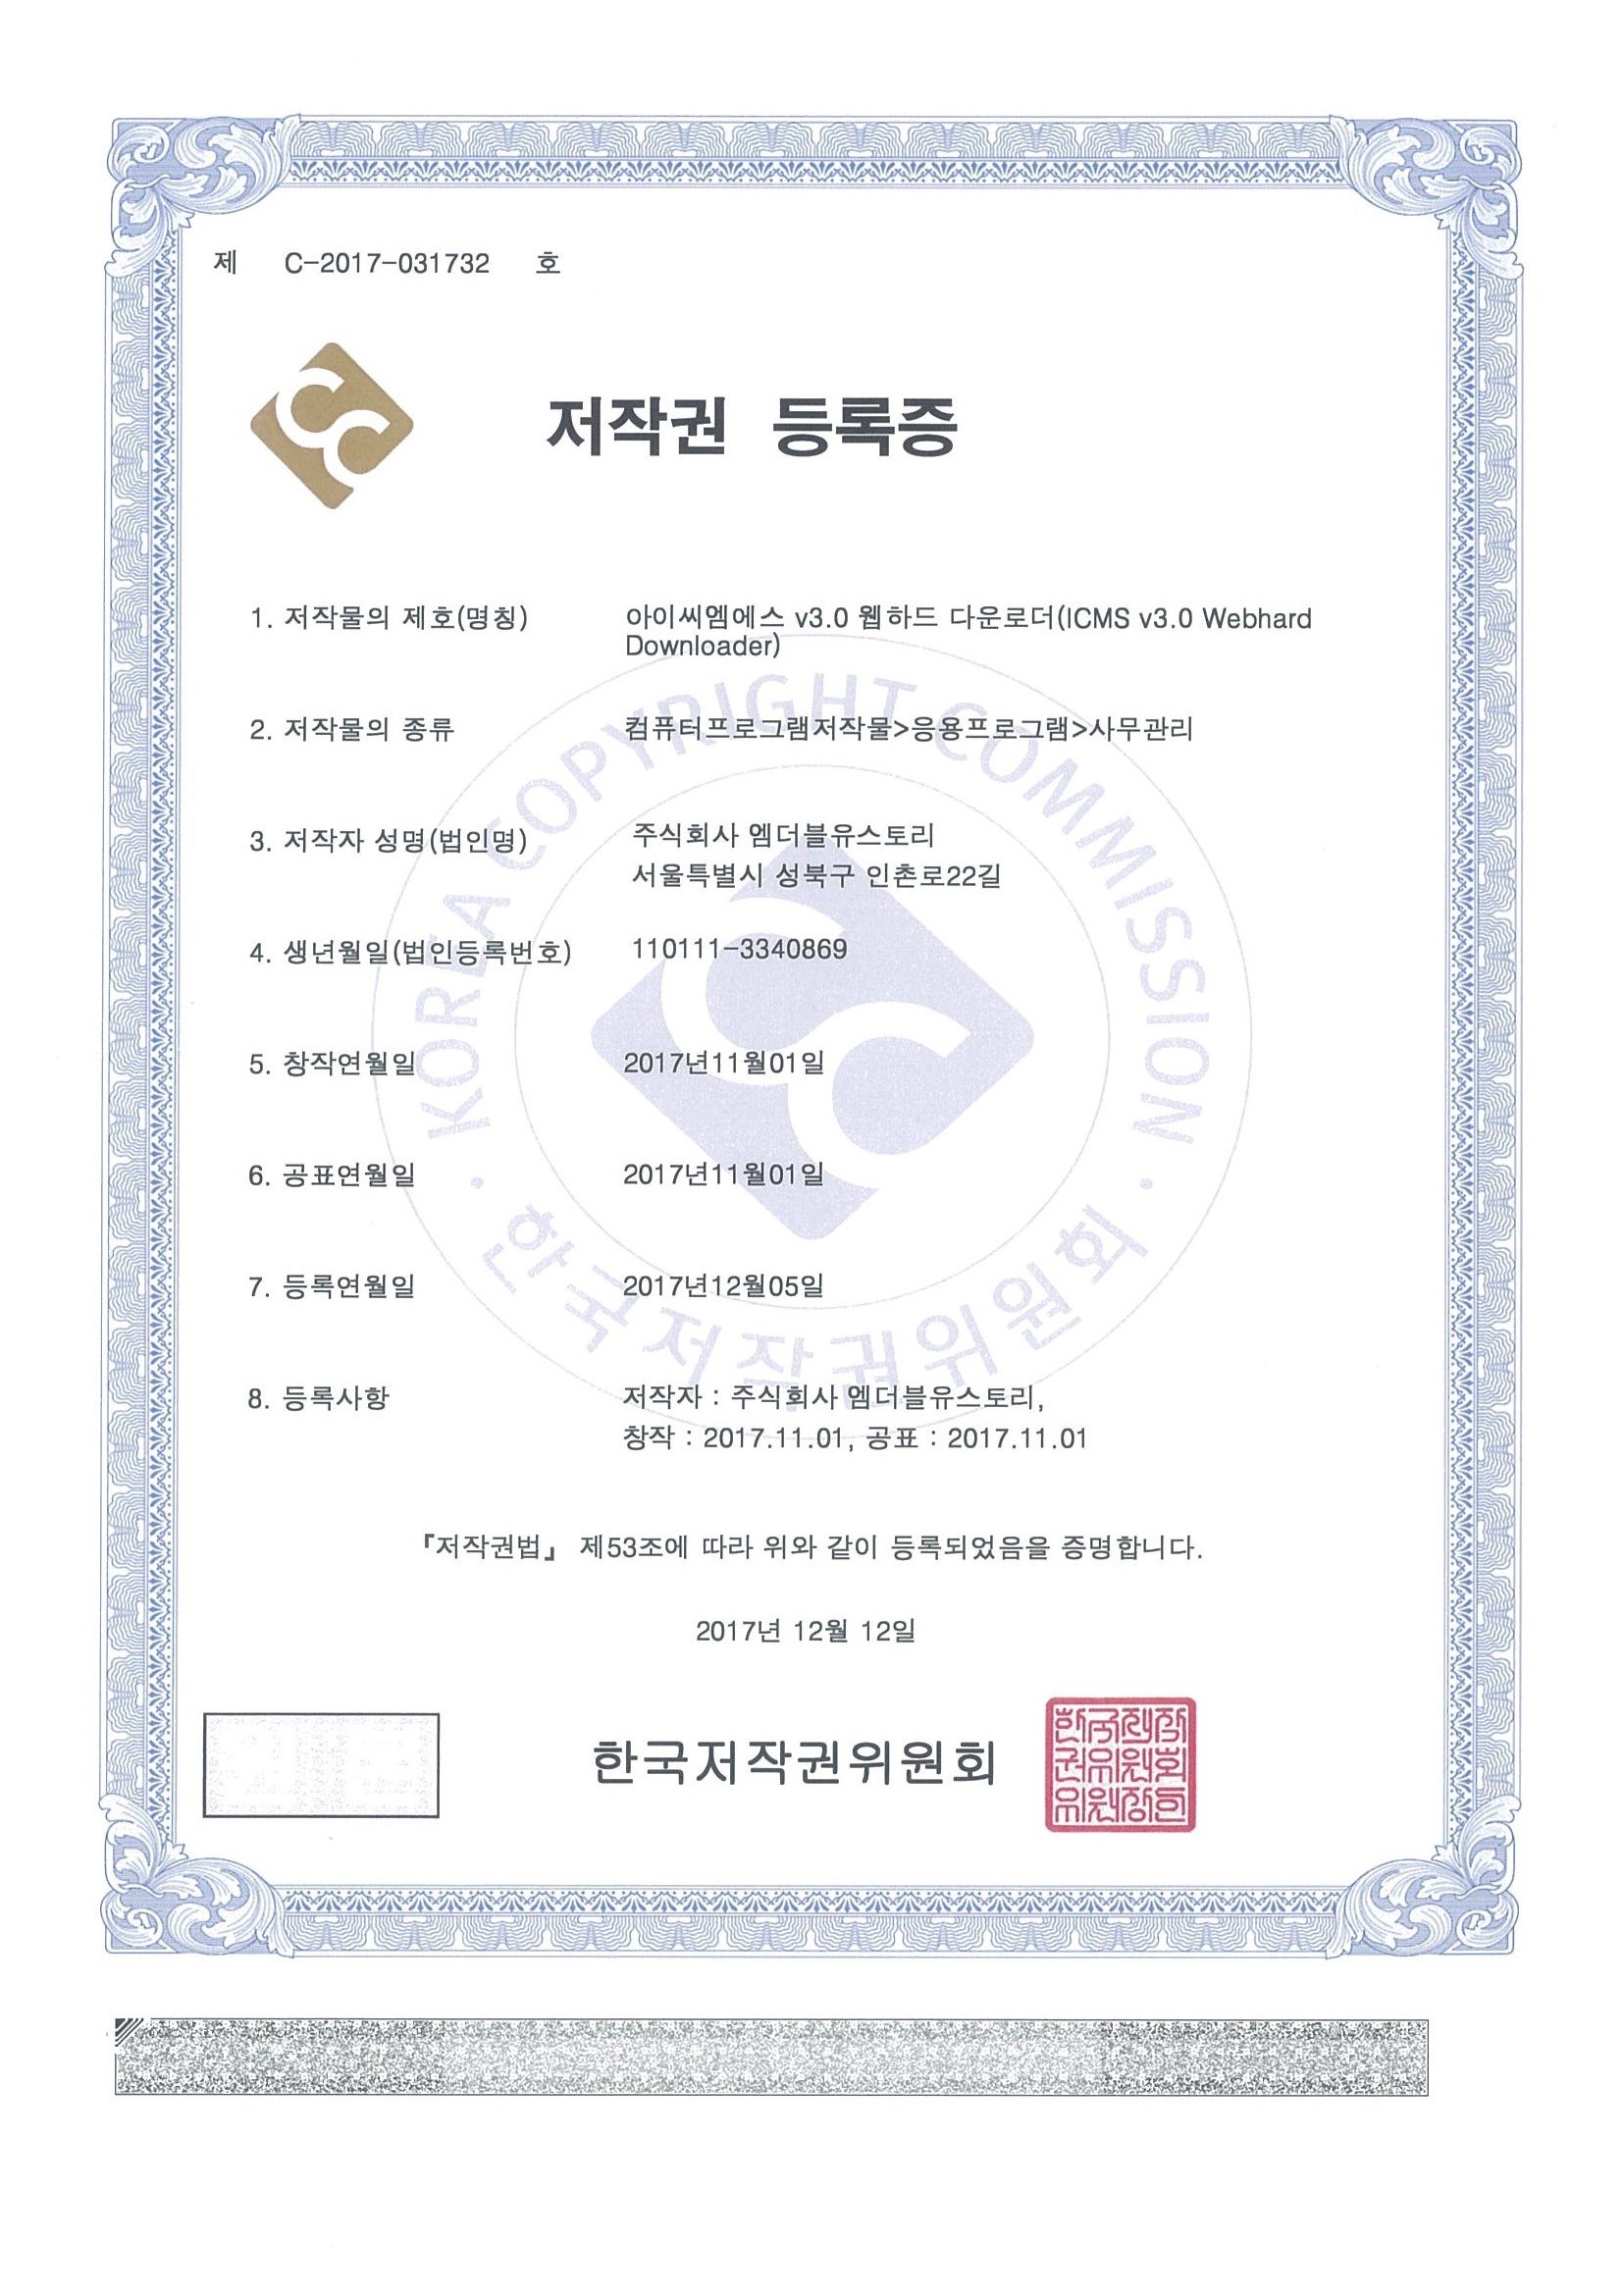 제 C-2017-031732 호
저작권 등록증
1. 저작물의 제호(명칭) 아이씨엠에스 v3.0 웹하드 다운로더(ICMS v3.0 Webhard
Downloader)
2. 저작물의 종류 컴퓨터프로그램저작물>응용프로그램>사무관리
3. 저작자 성명(법인명) 주식회사 엠더블유스토리
서울특별시 성북구 인촌로22길
4. 생년월일(법인등록번호) 110111-3340869
5. 창작연월일 2017년11월01일
6. 공표연월일 2017년11월01일
7. 등록연월일 2017년12월05일
8. 등록사항 저작자 : 주식회사 엠더블유스토리,
창작 : 2017.11.01, 공표 : 2017.11.01
『저작권법』 제53조에 따라 위와 같이 등록되었음을 증명합니다.
2017년 12월 12일
한국저작권위원회
KOREA COPYRIGHT COMMISSION
한국저작권위원회